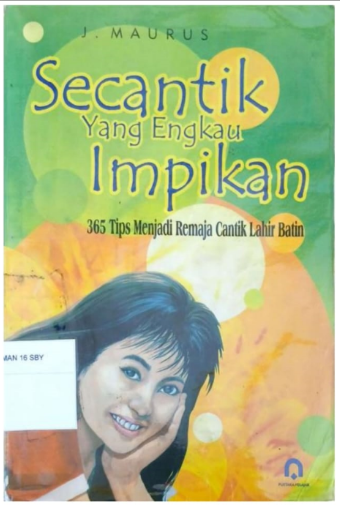 J. MAURUS
Secantik
Yang Engkau
Impikan
365 Tips Menjadi Remaja Cantik Lahir Batin
MAN 16 SBY